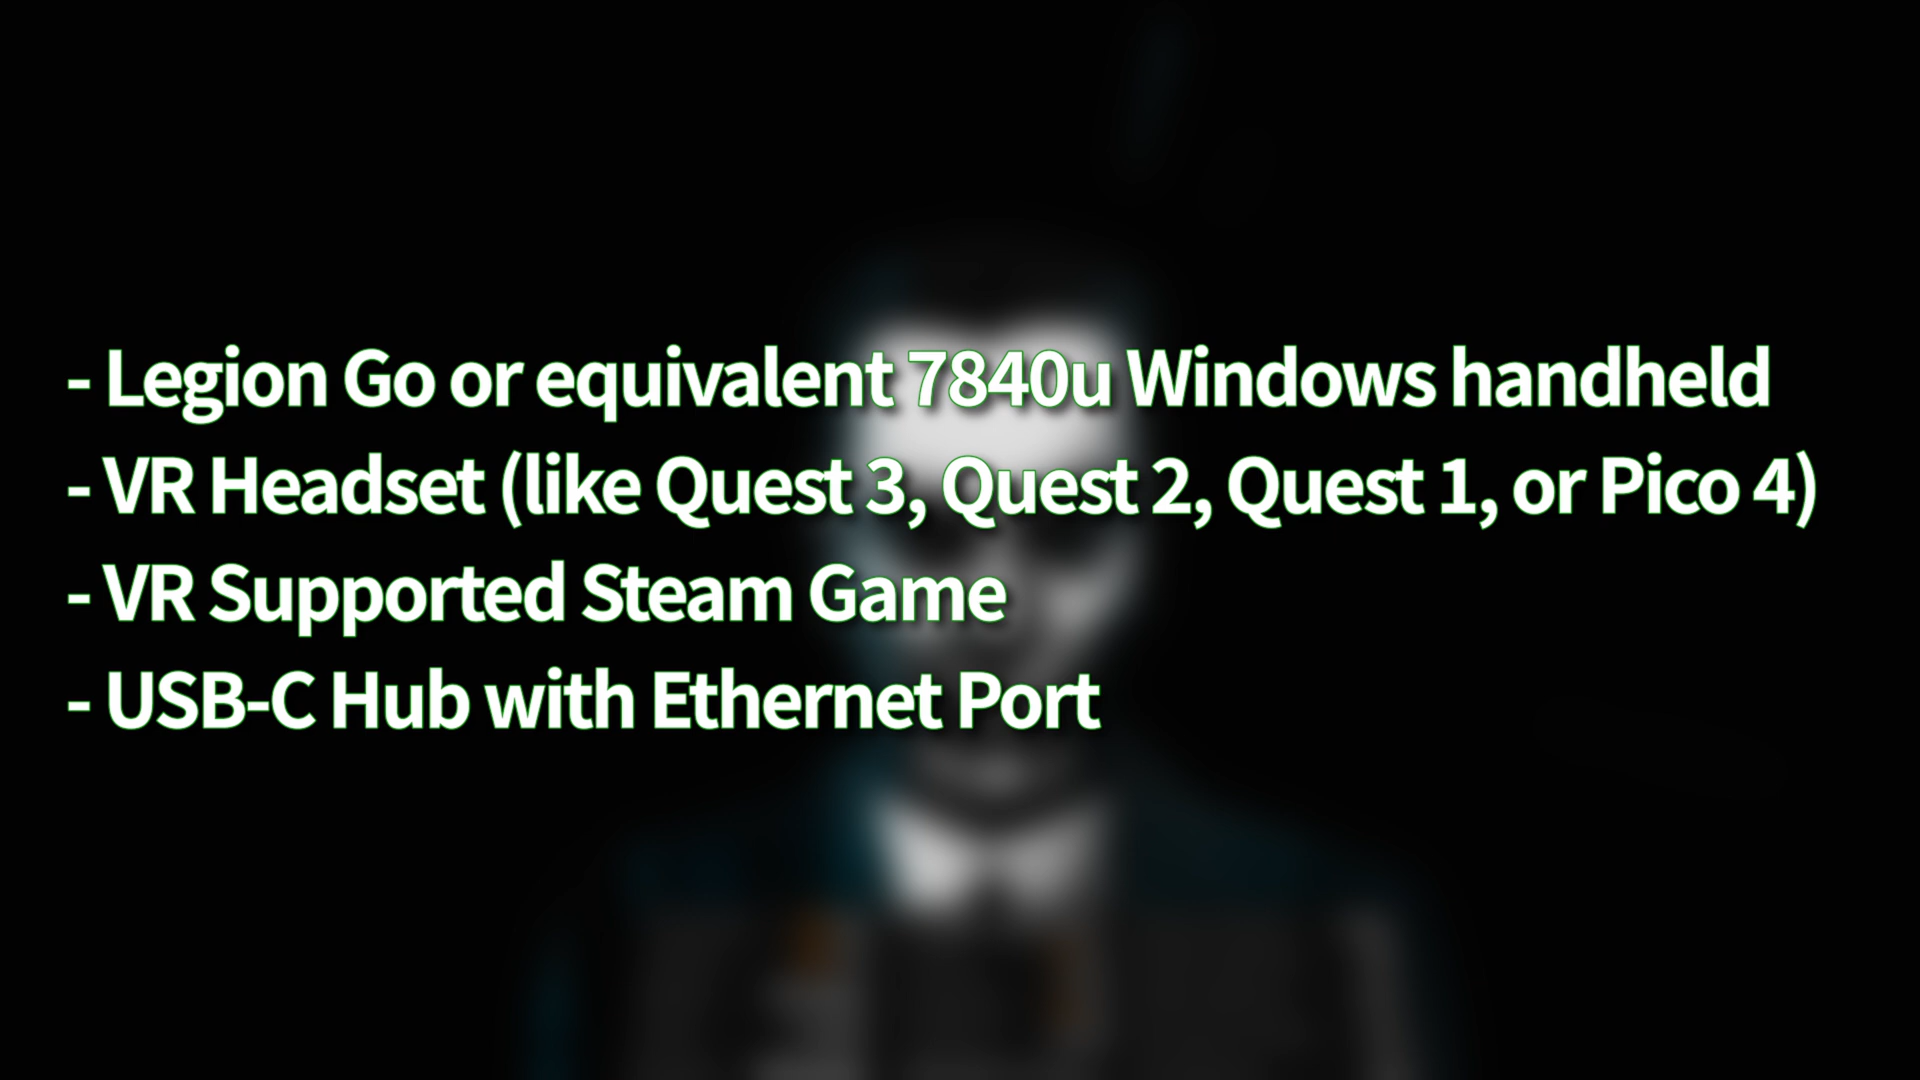 - Legion Go or equivalent 7840u Windows handheld
- VR Headset (like Quest 3, Quest 2, Quest 1, or Pico 4)
- VR Supported Steam Game
- USB-C Hub with Ethernet Port